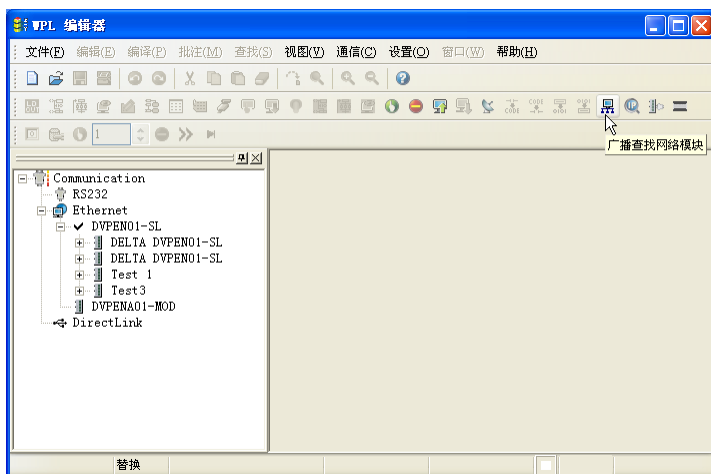 WPL 编辑器
文件(F) 编辑(E) 编译(P) 批注(M) 查找(S) 视图(V) 通信(C) 设置(O) 窗口(W) 帮助(H)
1
广播查找网络模块
Communication
RS232
Ethernet
DVPEN01-SL
DELTA DVPEN01-SL
DELTA DVPEN01-SL
Test 1
Test3
DVPENA01-MOD
DirectLink
替换